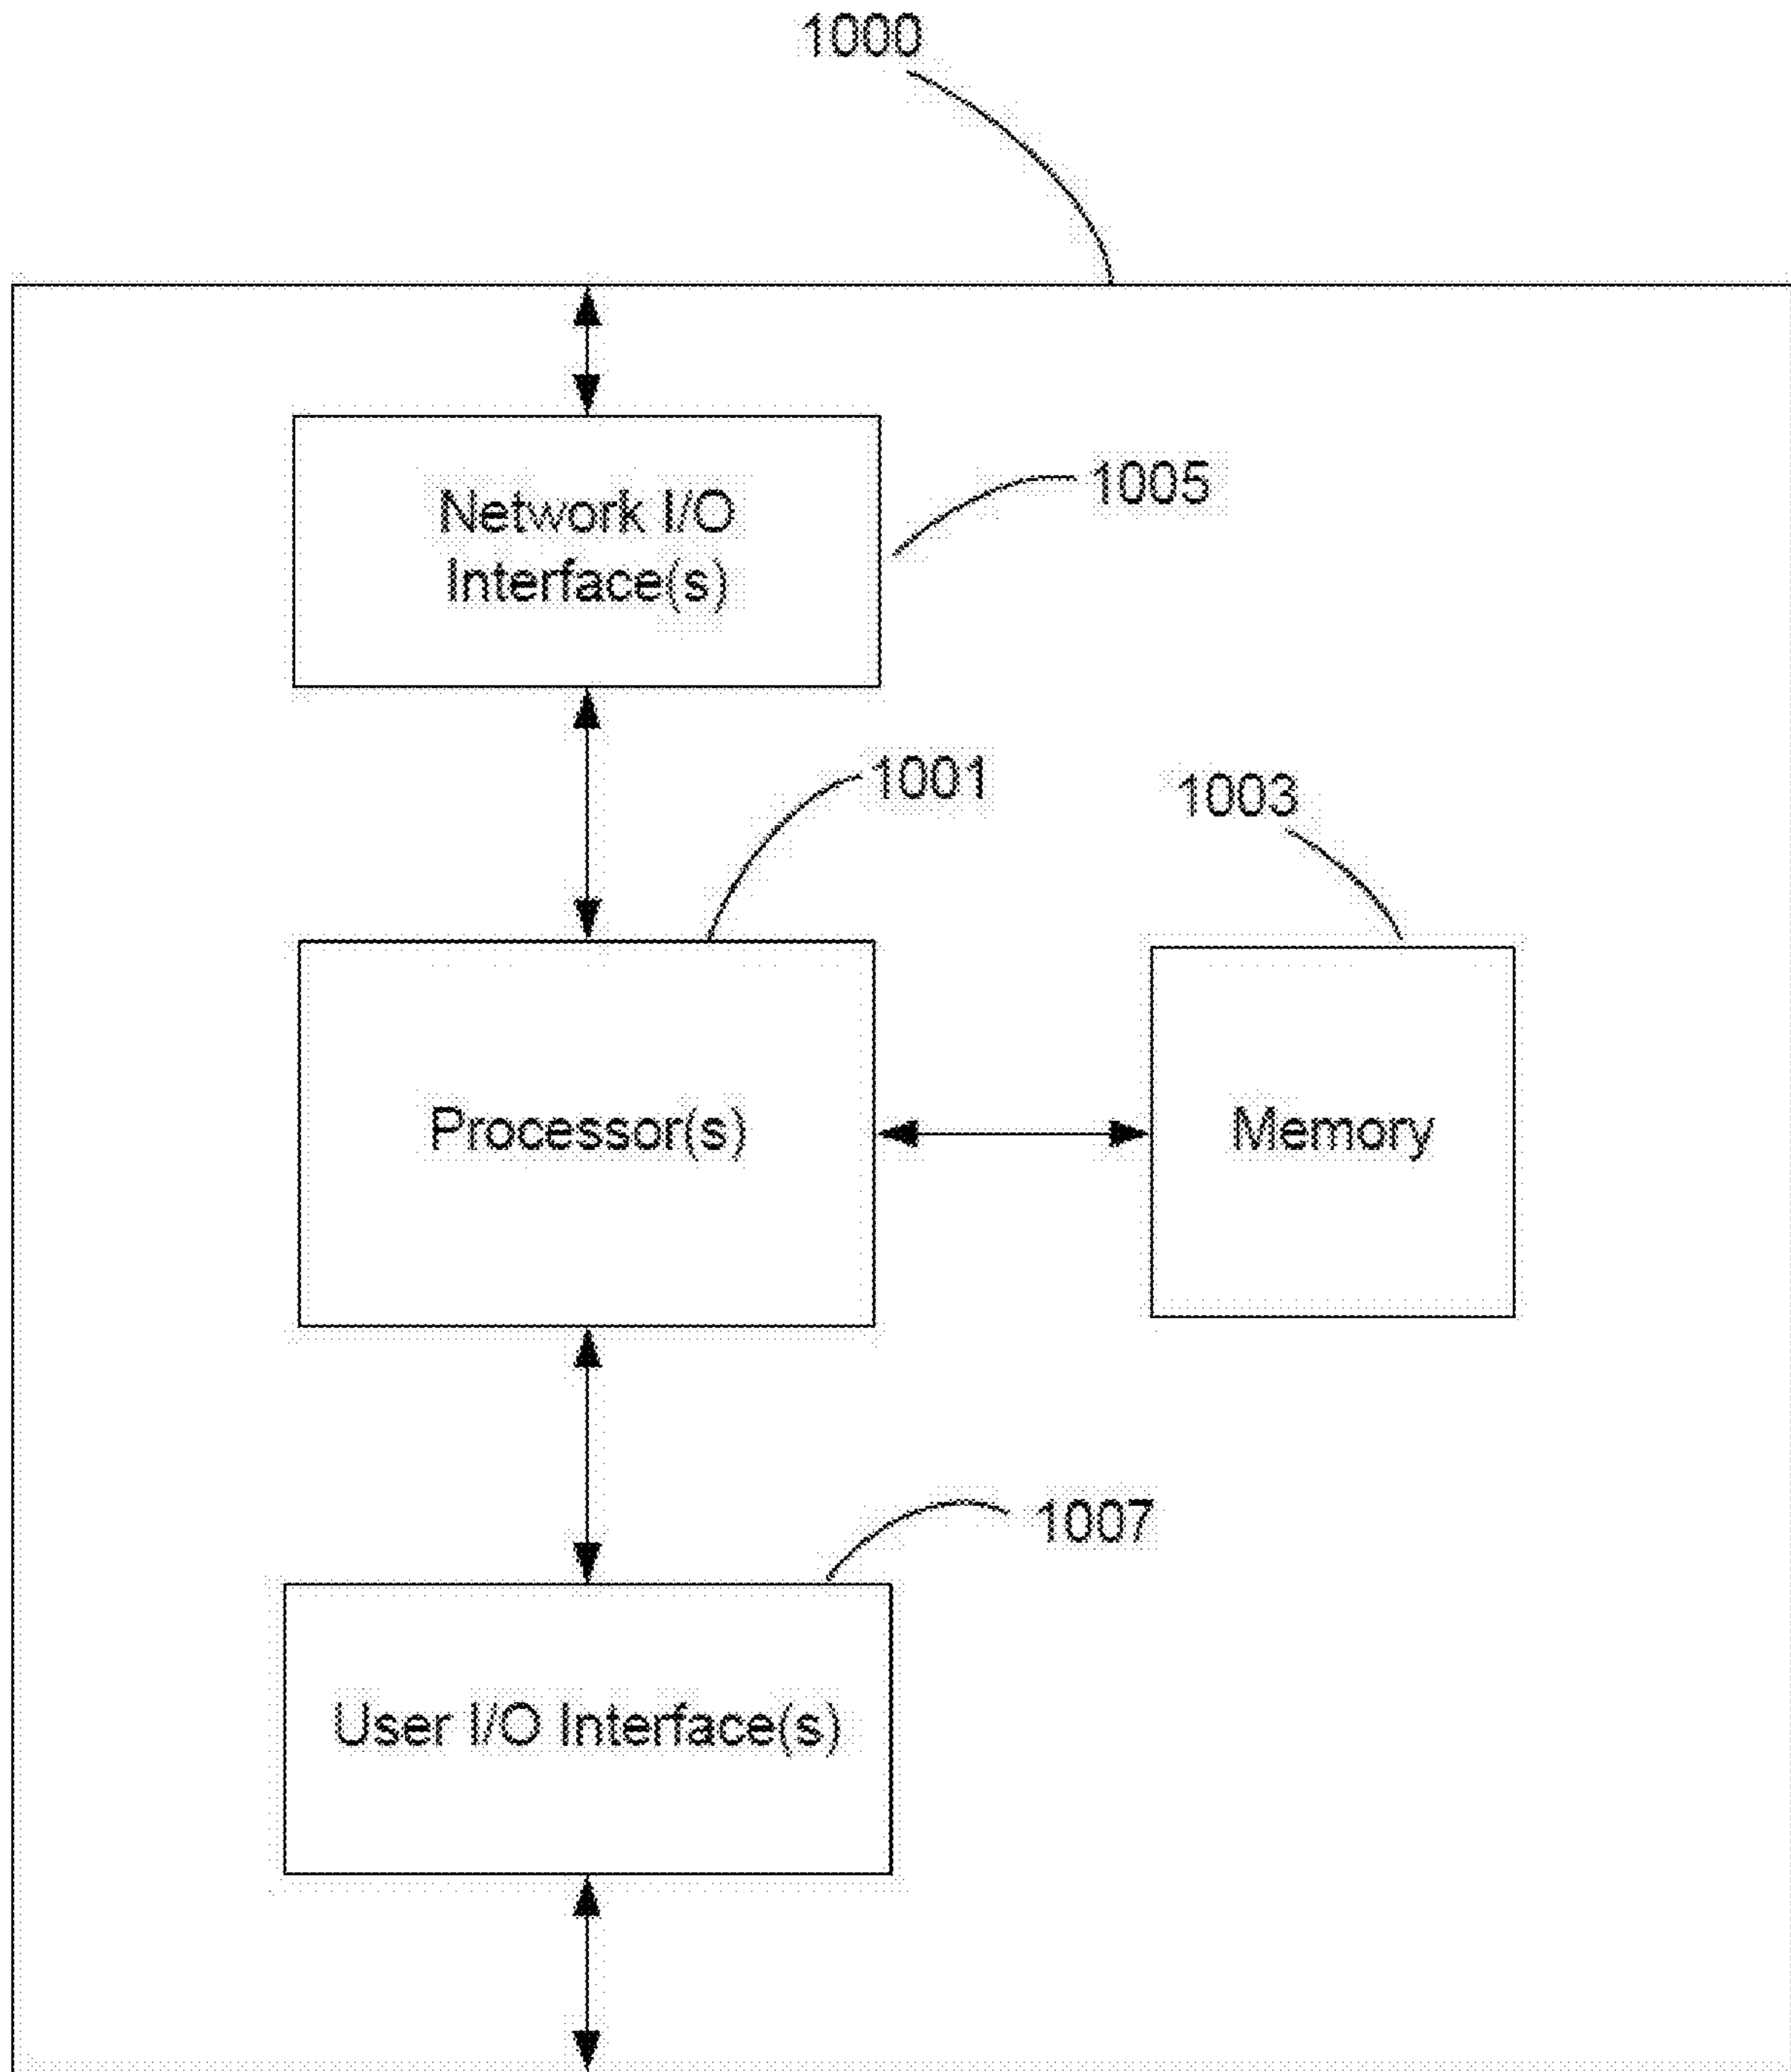 1000
Network I/O
Interface(s)
1005
1001
1003
Processor(s)
Memory
1007
User I/O Interface(s)